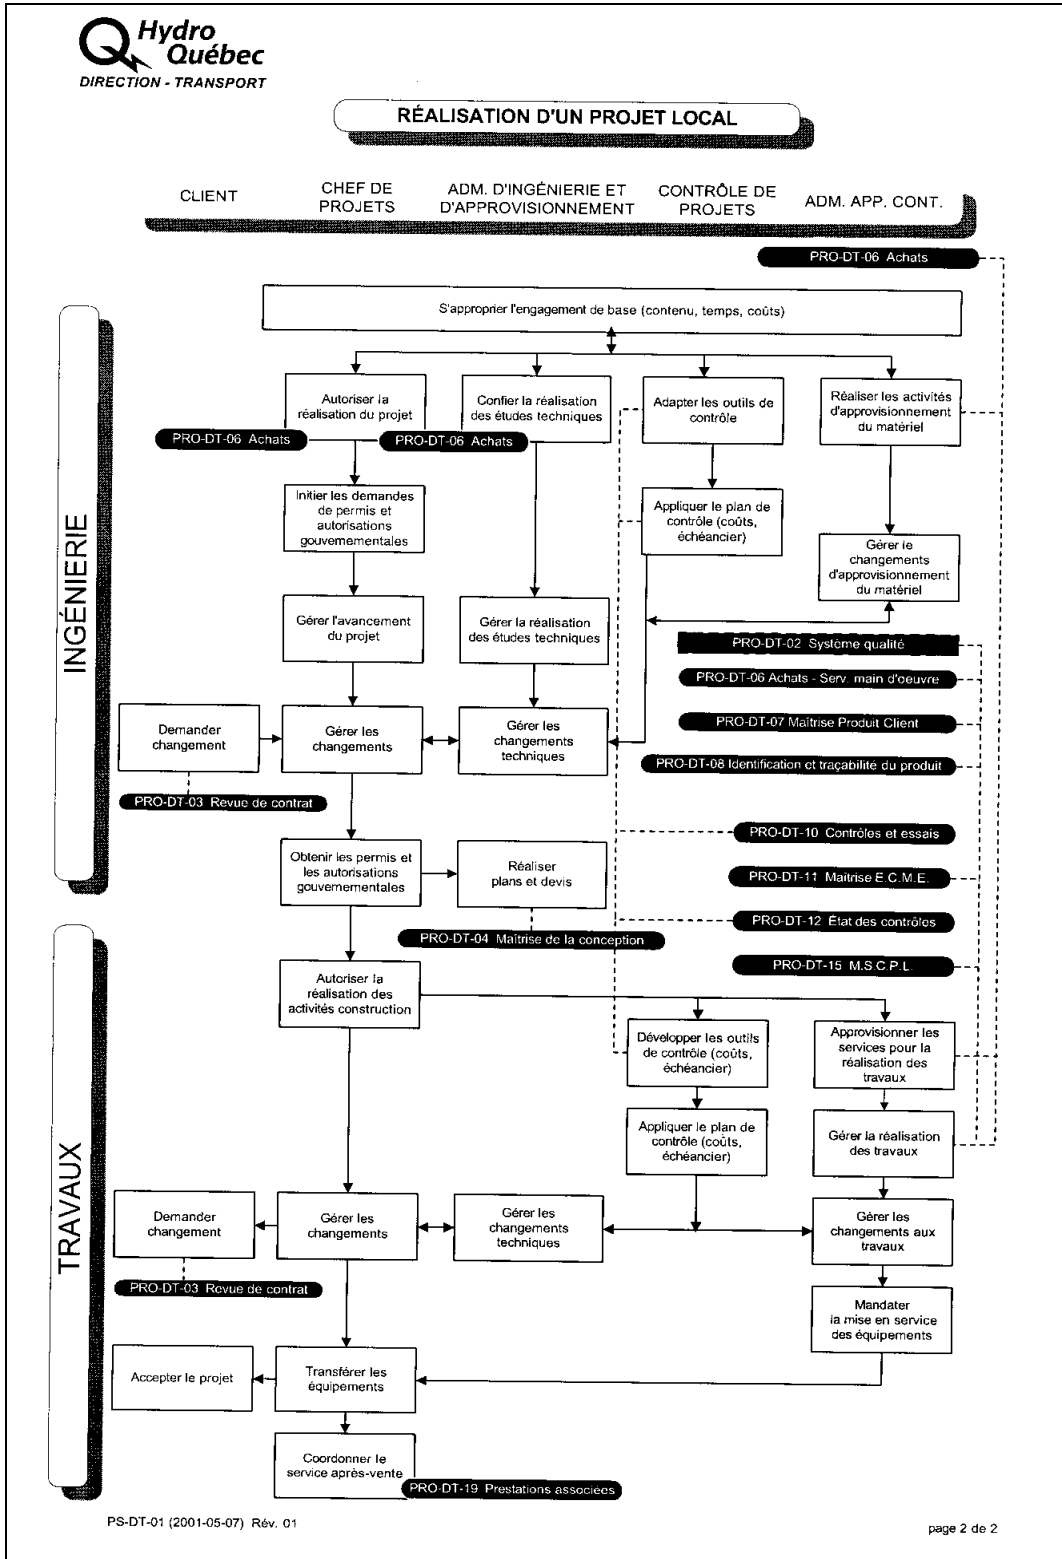 Hydro
Québec
DIRECTION - TRANSPORT
RÉALISATION D'UN PROJET LOCAL
CLIENT
CHEF DE
PROJETS
ADM. D'INGÉNIERIE ET
D'APPROVISIONNEMENT
CONTRÔLE DE
PROJETS
ADM. APP. CONT.
PRO-DT-06 Achats
S'approprier l'engagement de base (contenu, temps, coûts)
INGÉNIERIE
Autoriser la
réalisation du projet
Confier la réalisation
des études techniques
Adapter les outils de
contrôle
Réaliser les activités
d'approvisionnement
du matériel
PRO-DT-06 Achats
PRO-DT-06 Achats
Initier les demandes
de permis et
autorisations
gouvernementales
Appliquer le plan de
contrôle (coûts,
échéancier)
Gérer le
changements
d'approvisionnement
du matériel
Gérer l'avancement
du projet
Gérer la réalisation
des études techniques
PRO-DT-02 Système qualité
PRO-DT-06 Achats - Serv. main d'oeuvre
Demander
changement
Gérer les
changements
Gérer les
changements
techniques
PRO-DT-07 Maîtrise Produit Client
PRO-DT-08 Identification et traçabilité du produit
PRO-DT-03 Revue de contrat
PRO-DT-10 Contrôles et essais
Obtenir les permis et
les autorisations
gouvernementales
Réaliser
plans et devis
PRO-DT-11 Maîtrise E.C.M.E.
PRO-DT-12 État des contrôles
PRO-DT-04 Maîtrise de la conception
PRO-DT-15 M.S.C.P.L.
TRAVAUX
Autoriser la
réalisation des
activités construction
Développer les outils
de contrôle (coûts,
échéancier)
Approvisionner les
services pour la
réalisation des
travaux
Appliquer le plan de
contrôle (coûts,
échéancier)
Gérer la réalisation
des travaux
Demander
changement
Gérer les
changements
Gérer les
changements
techniques
Gérer les
changements aux
travaux
PRO-DT-03 Revue de contrat
Mandater
la mise en service
des équipements
Accepter le projet
Transférer les
équipements
Coordonner le
service après-vente
PRO-DT-19 Prestations associées
PS-DT-01 (2001-05-07) Rév. 01
page 2 de 2